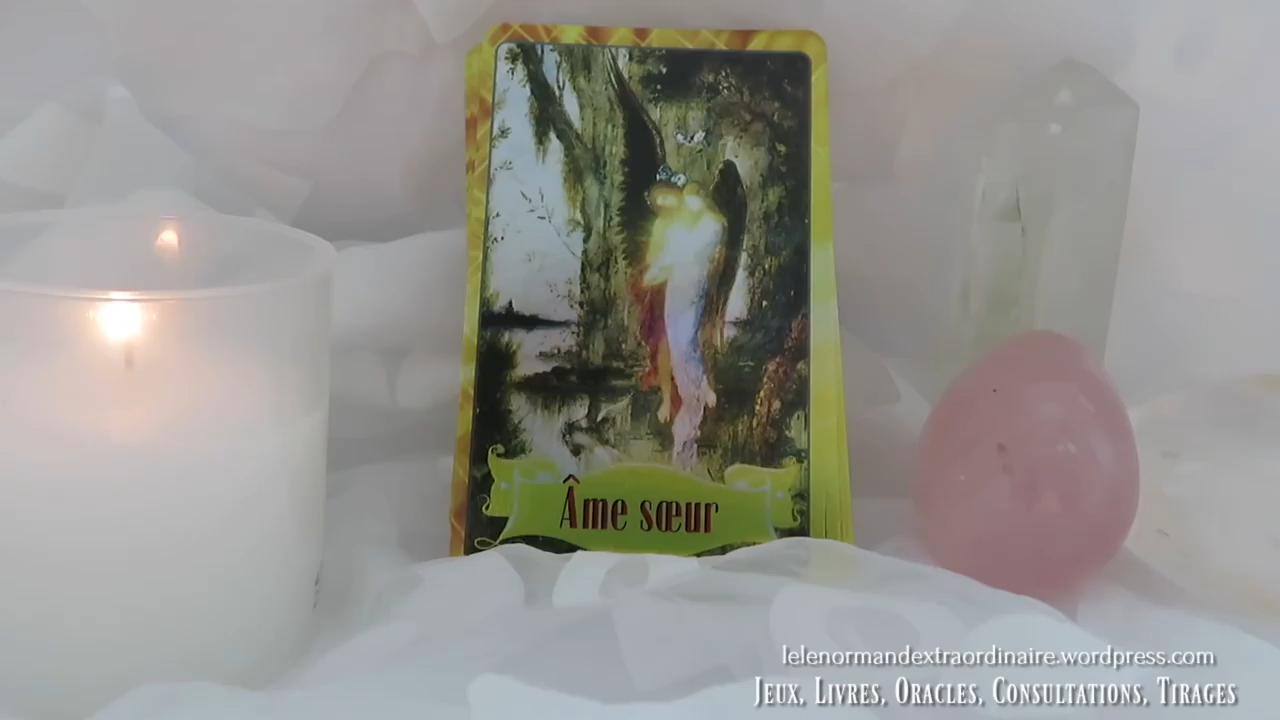 Âme sœur
lelenormandextraordinaire.wordpress.com
Jeux, Livres, Oracles, Consultations, Tirages